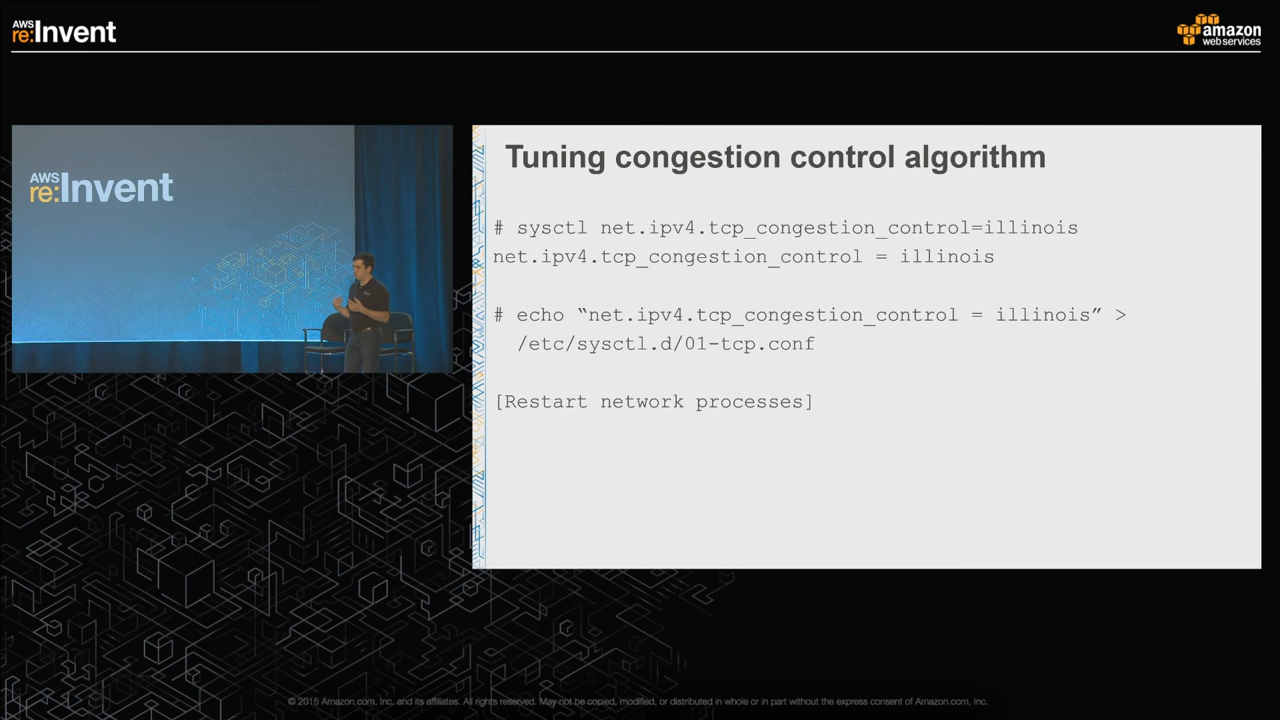 AWS
re:Invent
amazon
web services
AWS
re:Invent
Tuning congestion control algorithm
# sysctl net.ipv4.tcp_congestion_control=illinois
net.ipv4.tcp_congestion_control = illinois
# echo “net.ipv4.tcp_congestion_control = illinois” >
/etc/sysctl.d/01-tcp.conf
[Restart network processes]
© 2015 Amazon.com, Inc. and its affiliates. All rights reserved. May not be copied, modified, or distributed in whole or in part without the express consent of Amazon.com, Inc.